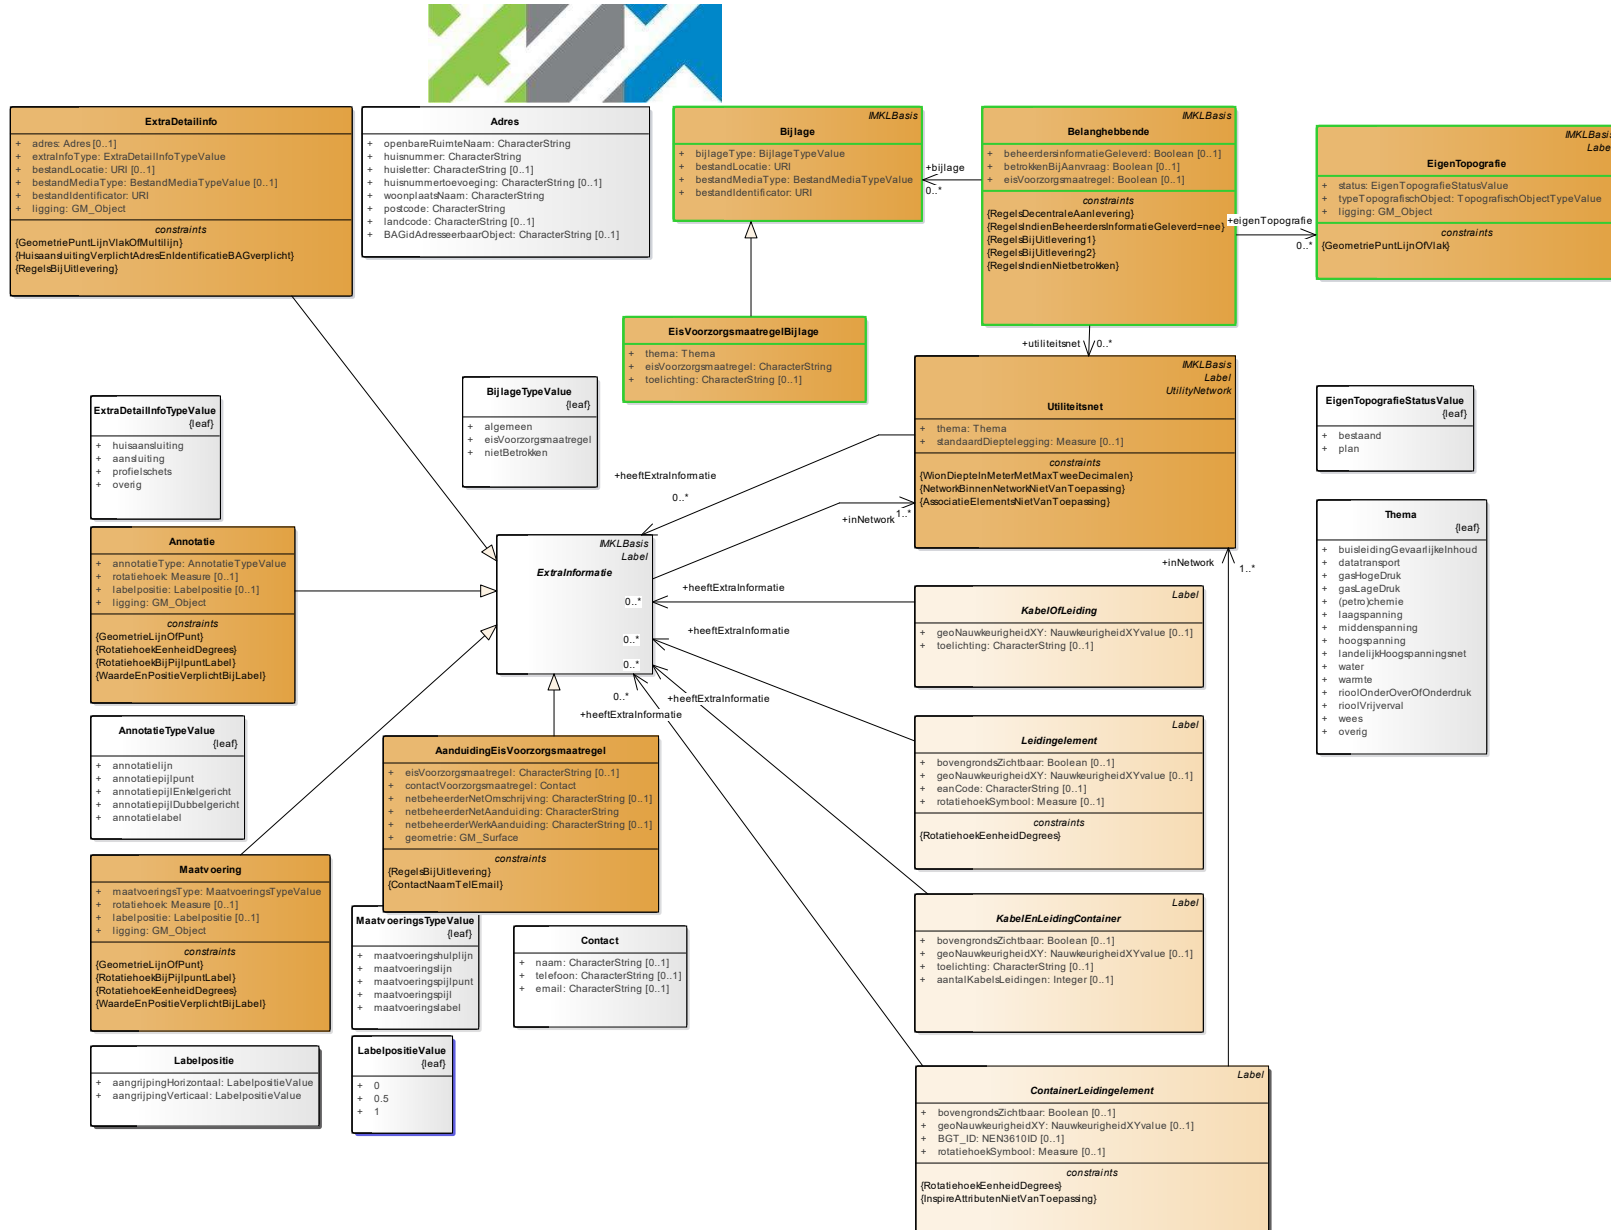 ExtraDetailinfo
+ adres: Adres [0..1]
+ extraInfoType: ExtraDetailInfoTypeValue
+ bestandLocatie: URI [0..1]
+ bestandMediaType: BestandMediaTypeValue [0..1]
+ bestandIdentificator: URI
+ ligging: GM_Object
constraints
{GeometriePuntLijnVlakOfMultilijn}
{HuisaansluitingVerplichtAdresEnIdentificatieBAGverplicht}
{RegelsBijUitlevering}
Adres
+ openbareRuimteNaam: CharacterString
+ huisnummer: CharacterString
+ huisletter: CharacterString [0..1]
+ huisnummertoevoeging: CharacterString [0..1]
+ woonplaatsNaam: CharacterString
+ postcode: CharacterString
+ landcode: CharacterString [0..1]
+ BAGidAdresseerbaarObject: CharacterString [0..1]
IMKLBasis
Bijlage
+ bijlageType: BijlageTypeValue
+ bestandLocatie: URI
+ bestandMediaType: BestandMediaTypeValue
+ bestandIdentificator: URI
+bijlage
0..*
IMKLBasis
Belanghebbende
+ beheerdersinformatieGeleverd: Boolean [0..1]
+ betrokkenBijAanvraag: Boolean [0..1]
+ eisVoorzorgsmaatregel: Boolean [0..1]
constraints
{RegelsDecentraleAanlevering}
{RegelsIndienBeheerdersInformatieGeleverd=nee}
{RegelsBijUitlevering1}
{RegelsBijUitlevering2}
{RegelsIndienNietbetrokken}
+eigenTopografie
0..*
IMKLBasis
Label
EigenTopografie
+ status: EigenTopografieStatusValue
+ typeTopografischObject: TopografischObjectTypeValue
+ ligging: GM_Object
constraints
{GeometriePuntLijnOfVlak}
EisVoorzorgsmaatregelBijlage
+ thema: Thema
+ eisVoorzorgsmaatregel: CharacterString
+ toelichting: CharacterString [0..1]
+utiliteitsnet 0..*
IMKLBasis
Label
UtilityNetwork
Utiliteitsnet
+ thema: Thema
+ standaardDieptelegging: Measure [0..1]
constraints
{WionDiepteInMeterMetMaxTweeDecimalen}
{NetworkBinnenNetworkNietVanToepassing}
{AssociatieElementsNietVanToepassing}
BijlageTypeValue
{leaf}
+ algemeen
+ eisVoorzorgsmaatregel
+ nietBetrokken
ExtraDetailInfoTypeValue
{leaf}
+ huisaansluiting
+ aansluiting
+ profielschets
+ overig
EigenTopografieStatusValue
{leaf}
+ bestaand
+ plan
+heeftExtraInformatie
0..*
+inNetwork 1..*
Thema
{leaf}
+ buisleidingGevaarlijkeInhoud
+ datatransport
+ gasHogeDruk
+ gasLageDruk
+ (petro)chemie
+ laagspanning
+ middenspanning
+ hoogspanning
+ landelijkHoogspanningsnet
+ water
+ warmte
+ rioolOnderOverOfOnderdruk
+ rioolVrijverval
+ wees
+ overig
Annotatie
+ annotatieType: AnnotatieTypeValue
+ rotatiehoek: Measure [0..1]
+ labelpositie: Labelpositie [0..1]
+ ligging: GM_Object
constraints
{GeometrieLijnOfPunt}
{RotatiehoekEenheidDegrees}
{RotatiehoekBijPijlpuntLabel}
{WaardeEnPositieVerplichtBijLabel}
IMKLBasis
Label
ExtraInformatie
0..*
0..*
0..*
0..*
+heeftExtraInformatie
+heeftExtraInformatie
+heeftExtraInformatie
+heeftExtraInformatie
+inNetwork
1..*
Label
KabelOfLeiding
+ geoNauwkeurigheidXY: NauwkeurigheidXYvalue [0..1]
+ toelichting: CharacterString [0..1]
Label
Leidingelement
+ bovengrondsZichtbaar: Boolean [0..1]
+ geoNauwkeurigheidXY: NauwkeurigheidXYvalue [0..1]
+ eanCode: CharacterString [0..1]
+ rotatiehoekSymbool: Measure [0..1]
constraints
{RotatiehoekEenheidDegrees}
AnnotatieTypeValue
{leaf}
+ annotatielijn
+ annotatiepijlpunt
+ annotatiepijlEnkelgericht
+ annotatiepijlDubbelgericht
+ annotatielabel
AanduidingEisVoorzorgsmaatregel
+ eisVoorzorgsmaatregel: CharacterString [0..1]
+ contactVoorzorgsmaatregel: Contact
+ netbeheerderNetOmschrijving: CharacterString [0..1]
+ netbeheerderNetAanduiding: CharacterString
+ netbeheerderWerkAanduiding: CharacterString [0..1]
+ geometrie: GM_Surface
constraints
{RegelsBijUitlevering}
{ContactNaamTelEmail}
Maatvoering
+ maatvoeringsType: MaatvoeringsTypeValue
+ rotatiehoek: Measure [0..1]
+ labelpositie: Labelpositie [0..1]
+ ligging: GM_Object
constraints
{GeometrieLijnOfPunt}
{RotatiehoekBijPijlpuntLabel}
{RotatiehoekEenheidDegrees}
{WaardeEnPositieVerplichtBijLabel}
MaatvoeringsTypeValue
{leaf}
+ maatvoeringshulplijn
+ maatvoeringslijn
+ maatvoeringspijlpunt
+ maatvoeringspijl
+ maatvoeringslabel
Contact
+ naam: CharacterString [0..1]
+ telefoon: CharacterString [0..1]
+ email: CharacterString [0..1]
Label
KabelEnLeidingContainer
+ bovengrondsZichtbaar: Boolean [0..1]
+ geoNauwkeurigheidXY: NauwkeurigheidXYvalue [0..1]
+ toelichting: CharacterString [0..1]
+ aantalKabelsLeidingen: Integer [0..1]
Labelpositie
+ aangrijpingHorizontaal: LabelpositieValue
+ aangrijpingVerticaal: LabelpositieValue
LabelpositieValue
{leaf}
+ 0
+ 0.5
+ 1
Label
ContainerLeidingelement
+ bovengrondsZichtbaar: Boolean [0..1]
+ geoNauwkeurigheidXY: NauwkeurigheidXYvalue [0..1]
+ BGT_ID: NEN3610ID [0..1]
+ rotatiehoekSymbool: Measure [0..1]
constraints
{RotatiehoekEenheidDegrees}
{InspireAttributenNietVanToepassing}